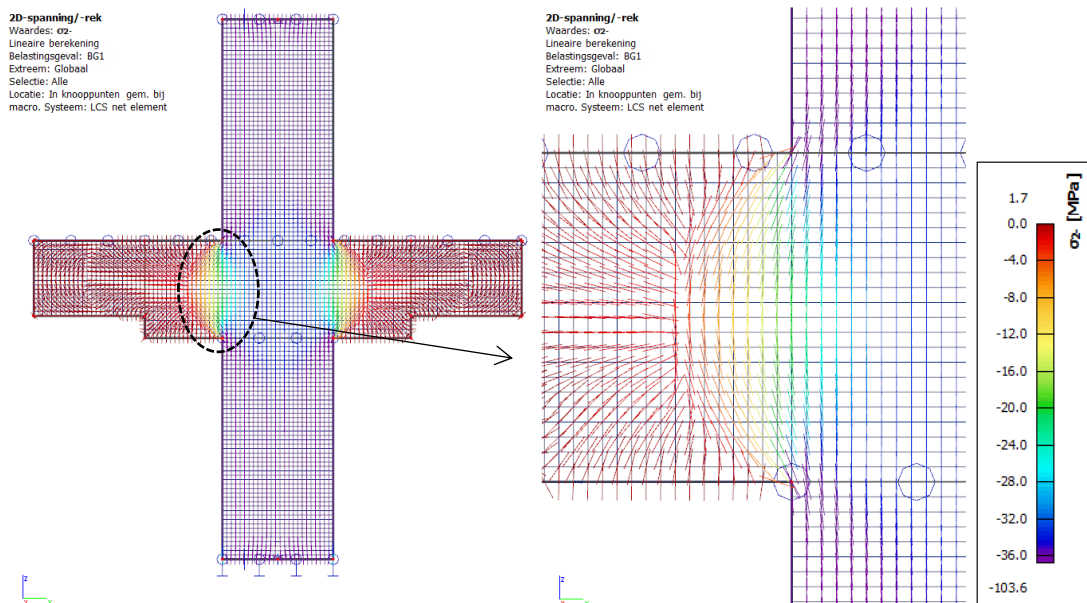 2D-spanning/-rek
Waardes: σ2-
Lineaire berekening
Belastingsgeval: BG1
Extreem: Globaal
Selectie: Alle
Locatie: In knooppunten gem. bij
macro. Systeem: LCS net element
2D-spanning/-rek
Waardes: σ2-
Lineaire berekening
Belastingsgeval: BG1
Extreem: Globaal
Selectie: Alle
Locatie: In knooppunten gem. bij
macro. Systeem: LCS net element
σ2- [MPa]
1.7
0.0
-4.0
-8.0
-12.0
-16.0
-20.0
-24.0
-28.0
-32.0
-36.0
-103.6
z
z